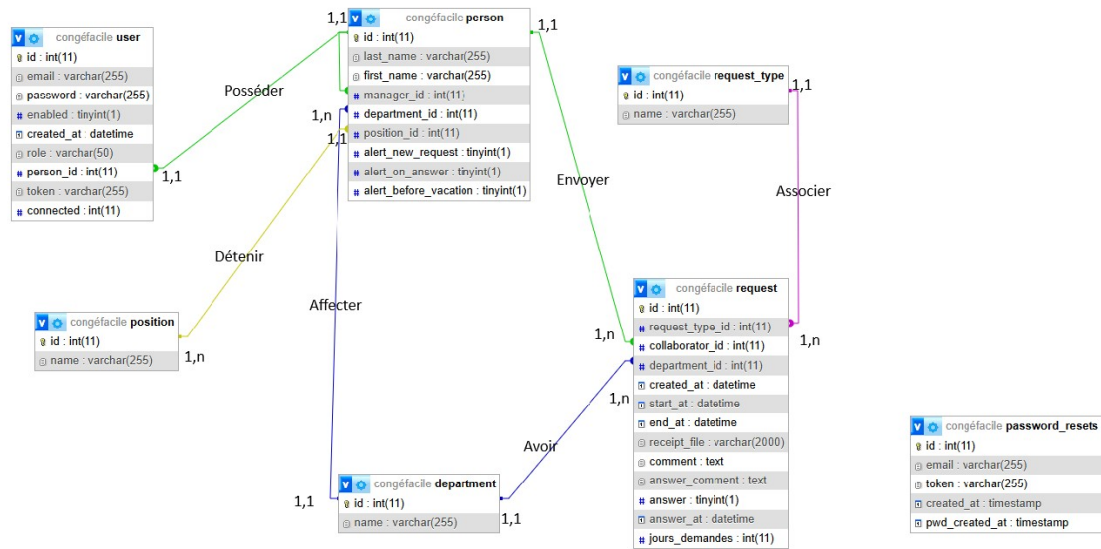 congéfacile user
id : int(11)
email : varchar(255)
password : varchar(255)
enabled : tinyint(1)
created_at : datetime
role : varchar(50)
person_id : int(11)
token : varchar(255)
connected : int(11)
Posséder
1,1
1,1
congéfacile person
id : int(11)
last_name : varchar(255)
first_name : varchar(255)
manager_id : int(11)
department_id : int(11)
position_id : int(11)
alert_new_request : tinyint(1)
alert_on_answer : tinyint(1)
alert_before_vacation : tinyint(1)
1,1
1,n
1,1
Envoyer
1,n
congéfacile request_type
id : int(11)
name : varchar(255)
1,1
Associer
1,n
Détenir
Affecter
congéfacile position
id : int(11)
name : varchar(255)
1,n
congéfacile request
id : int(11)
request_type_id : int(11)
collaborator_id : int(11)
department_id : int(11)
created_at : datetime
start_at : datetime
end_at : datetime
receipt_file : varchar(2000)
comment : text
answer_comment : text
answer : tinyint(1)
answer_at : datetime
jours_demandes : int(11)
1,n
Avoir
1,1
congéfacile department
id : int(11)
name : varchar(255)
1,1
congéfacile password_resets
id : int(11)
email : varchar(255)
token : varchar(255)
created_at : timestamp
pwd_created_at : timestamp